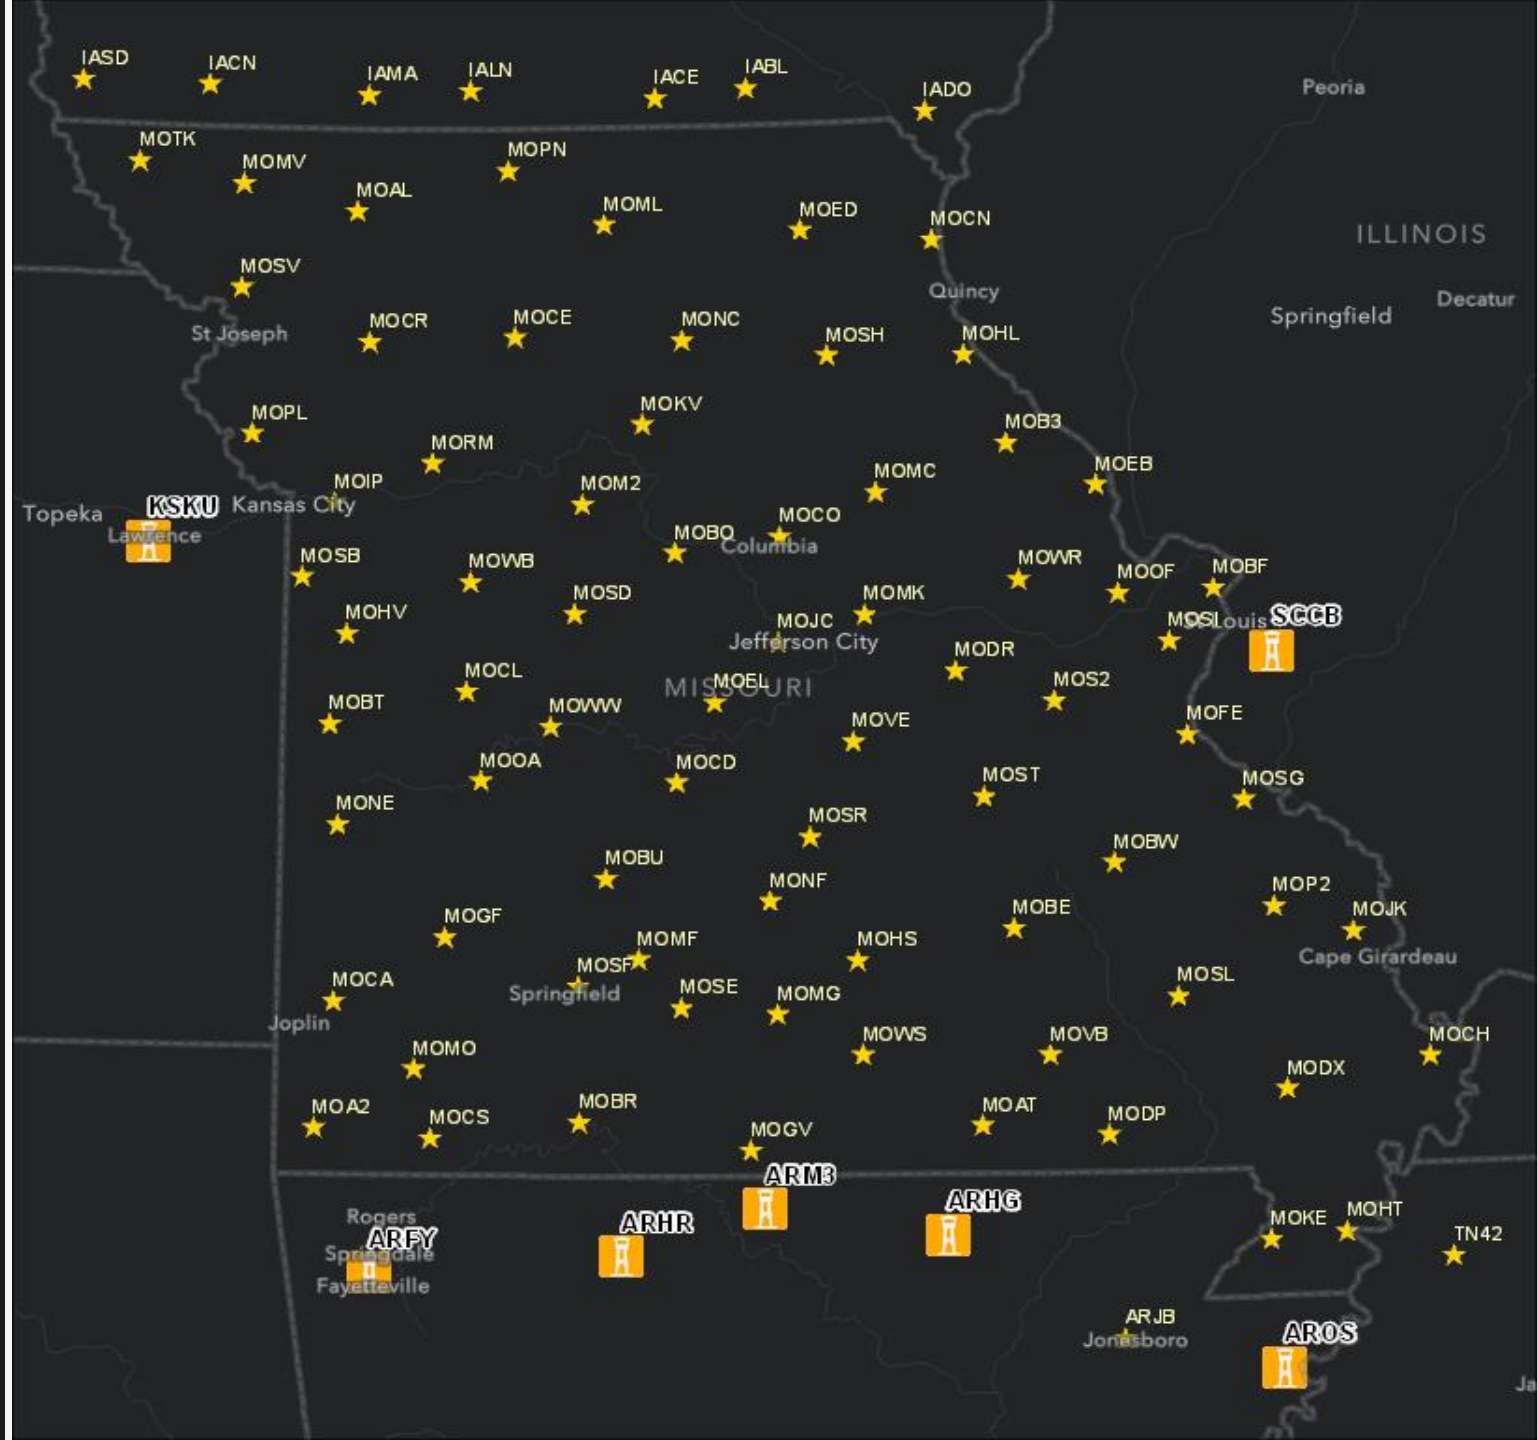 IASD
IACN
IAMA
IALN
IACE
IABL
IADO
Peoria
MOTK
MOMV
MOAL
MOPN
MOML
MOED
MOCN
ILLINOIS
MOSV
Quincy
Decatur
Springfield
St Joseph
MOCR
MOCE
MONC
MOSH
MOHL
MOPL
MOKV
MOB3
MORM
MOIP
MOM2
MOMC
MOEB
Topeka
KSKU
Kansas City
Lawrence
MOBO
MOCO
Columbia
MOSB
MOWB
MOWR
MOOF
MOBF
MOSD
MOMK
MOHV
MOJC
Jefferson City
MOSI
St Louis
SCCB
MOCL
MISSOURI
MOEL
MODR
MOS2
MOBT
MOWW
MOVE
MOFE
MOOA
MOCD
MOST
MOSG
MONE
MOSR
MOBW
MOBU
MONF
MOP2
MOJK
MOGF
MOMF
MOHS
MOBE
Cape Girardeau
MOCA
MOSF
Springfield
MOSE
MOMG
MOSL
Joplin
MOMO
MOWS
MOVB
MODX
MOCH
MOA2
MOCS
MOBR
MOGV
MOAT
MODP
ARM3
ARHG
Rogers
ARFY
Springdale
Fayetteville
ARHR
MOKE
MOHT
TN42
ARJB
Jonesboro
AROS
Ja